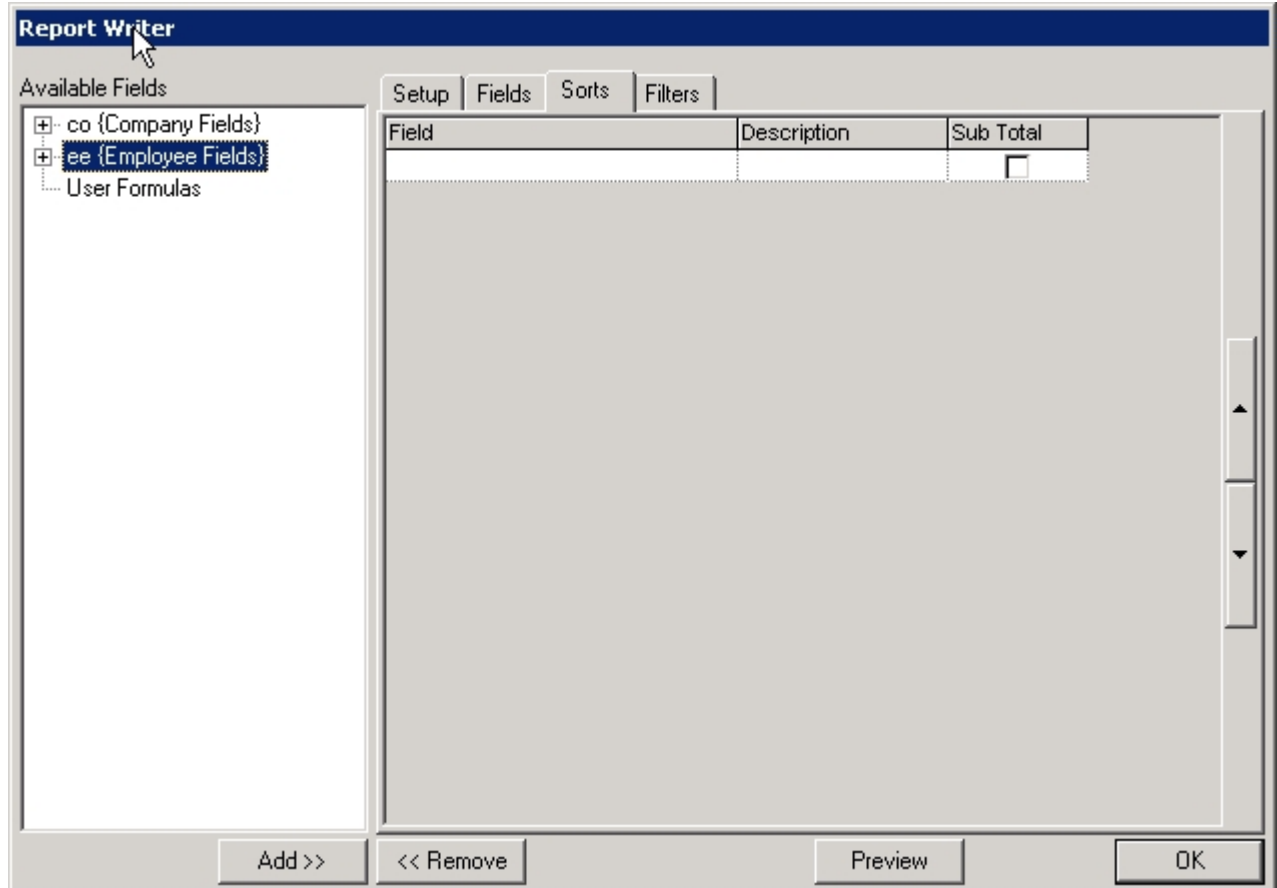 Report Writer
Available Fields
co {Company Fields}
ee {Employee Fields}
User Formulas
Setup Fields Sorts Filters
Field Description Sub Total
Add >> << Remove Preview OK